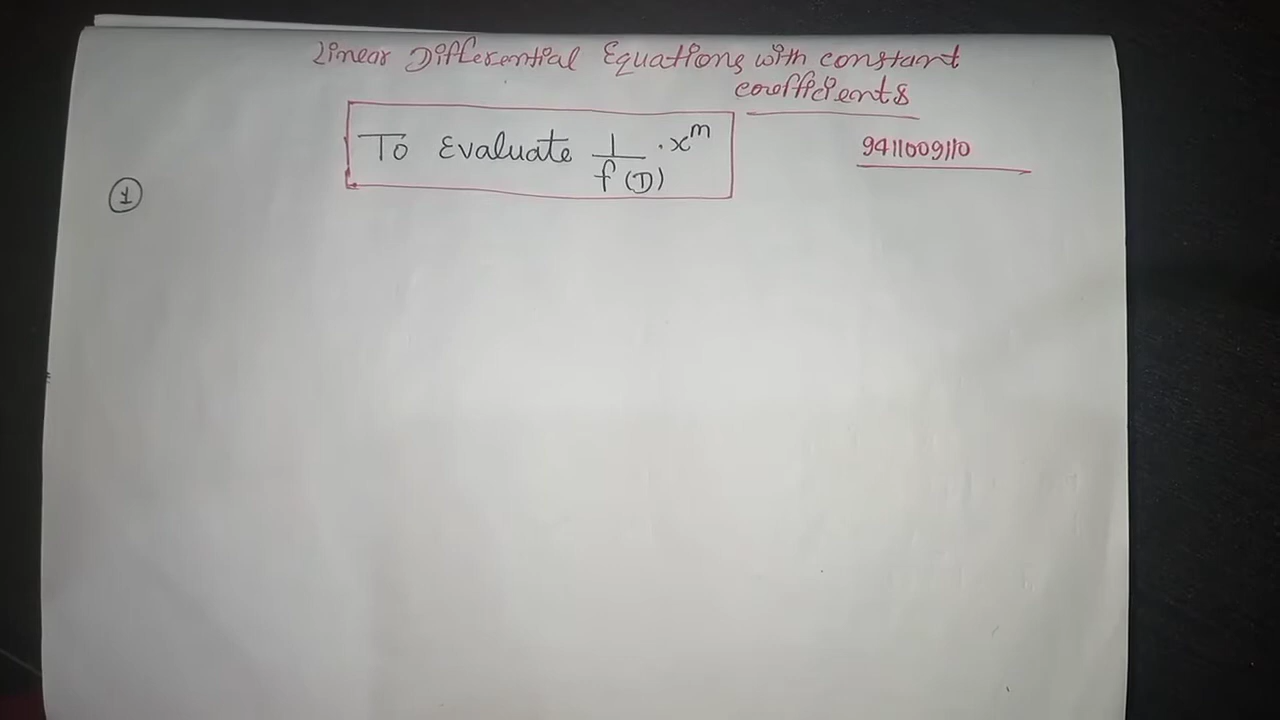 Linear Differential Equations with constant
coefficients
To Evaluate 1/f(D) . x^m
9411009110
①